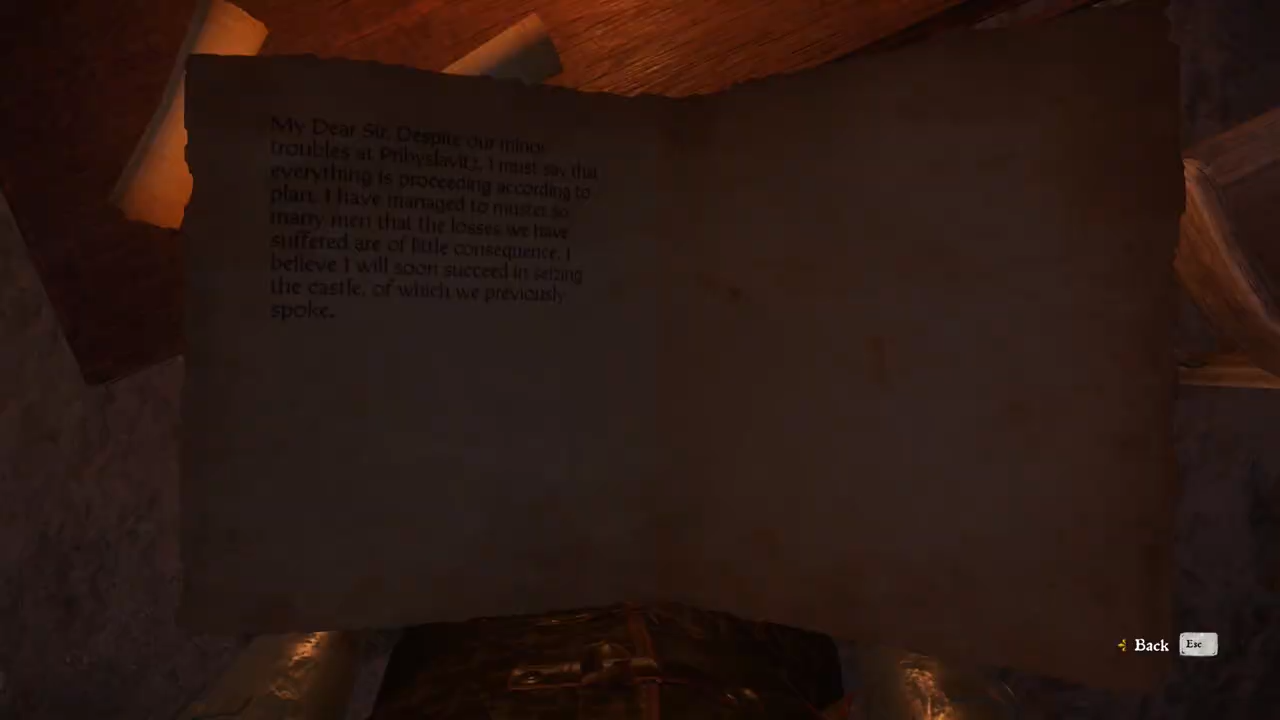 My Dear Sir. Despite our minor
troubles at Pribyslavitz, I must say that
everything is proceeding according to
plan. I have managed to muster so
many men that the losses we have
suffered are of little consequence. I
believe I will soon succeed in seizing
the castle, of which we previously
spoke.
Back Esc